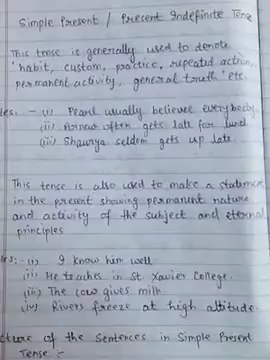 Simple Present / Present Indefinite Tense
This tense is generally used to denote
'habit, custom, practice, repeated action,
permanent activity, general truth' etc.
tes: - (i) Pearl usually believes everybody
(ii) Arnav often gets late for lunch
(iii) Shaurya seldom gets up late
This tense is also used to make a statement
in the present showing permanent nature
and activity of the subject and eternal
principles
es: - (i) I know him well
(ii) He teaches in St. Xavier College.
(iii) The cow gives milk
(iv) Rivers freeze at high altitude.
cture of the Sentences in Simple Present
Tense :-